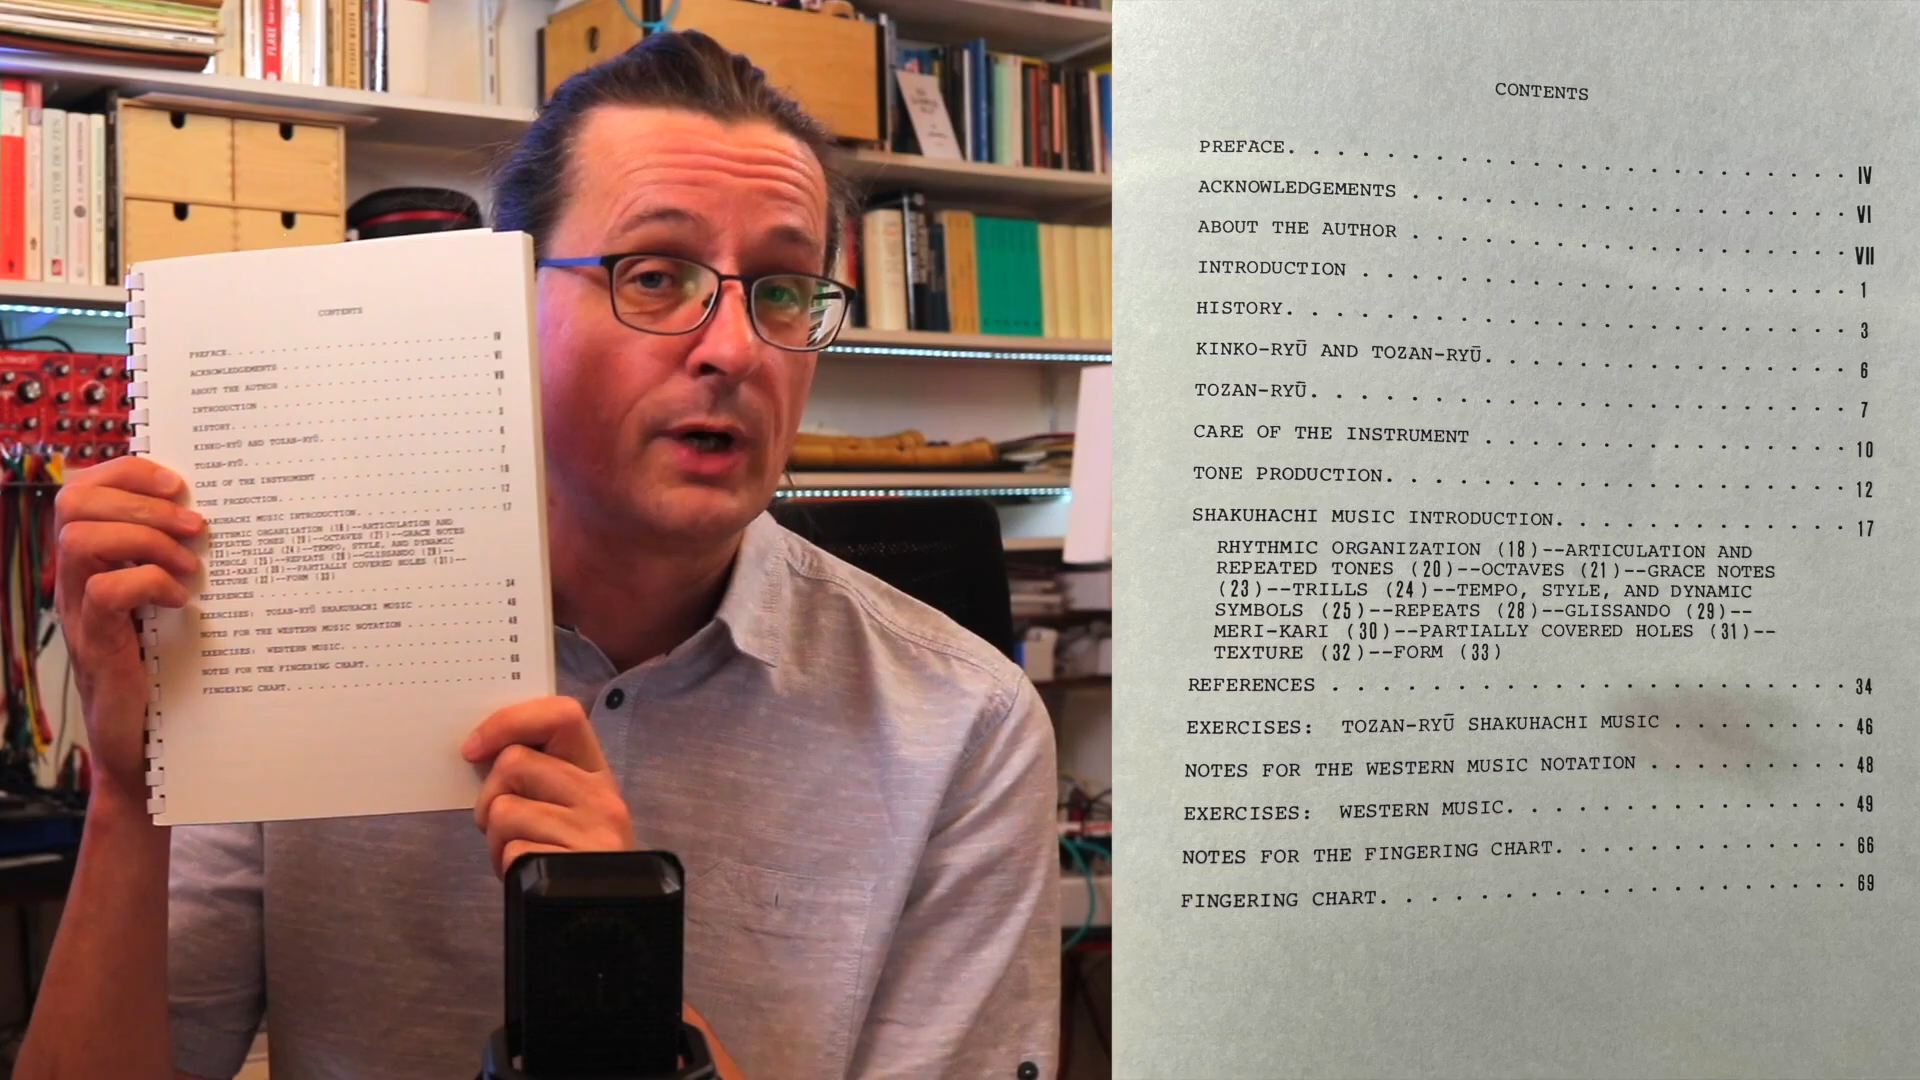 CONTENTS
PREFACE. . . . . . . . . . . . . . . . . . . . . . . IV
ACKNOWLEDGEMENTS . . . . . . . . . . . . . . . . . . VI
ABOUT THE AUTHOR . . . . . . . . . . . . . . . . . . VII
INTRODUCTION . . . . . . . . . . . . . . . . . . . . 1
HISTORY. . . . . . . . . . . . . . . . . . . . . . . 3
KINKO-RYŪ AND TOZAN-RYŪ. . . . . . . . . . . . . . . 6
TOZAN-RYŪ. . . . . . . . . . . . . . . . . . . . . . 7
CARE OF THE INSTRUMENT . . . . . . . . . . . . . . . 10
TONE PRODUCTION. . . . . . . . . . . . . . . . . . . 12
SHAKUHACHI MUSIC INTRODUCTION. . . . . . . . . . . . 17
RHYTHMIC ORGANIZATION (18)--ARTICULATION AND
REPEATED TONES (20)--OCTAVES (21)--GRACE NOTES
(23)--TRILLS (24)--TEMPO, STYLE, AND DYNAMIC
SYMBOLS (25)--REPEATS (28)--GLISSANDO (29)--
MERI-KARI (30)--PARTIALLY COVERED HOLES (31)--
TEXTURE (32)--FORM (33)
REFERENCES . . . . . . . . . . . . . . . . . . . . . 34
EXERCISES: TOZAN-RYŪ SHAKUHACHI MUSIC . . . . . . . . 46
NOTES FOR THE WESTERN MUSIC NOTATION . . . . . . . . 48
EXERCISES: WESTERN MUSIC. . . . . . . . . . . . . . 49
NOTES FOR THE FINGERING CHART. . . . . . . . . . . . 66
FINGERING CHART. . . . . . . . . . . . . . . . . . . 69